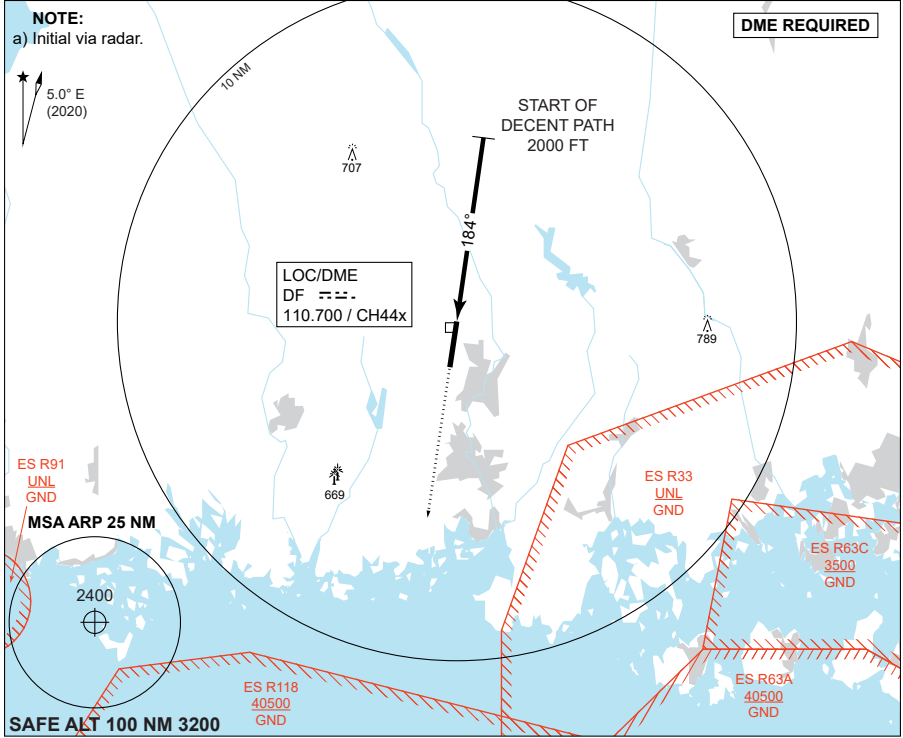 NOTE:
a) Initial via radar.
DME REQUIRED
10 NM
5.0° E
(2020)
START OF
DECENT PATH
2000 FT
707
184°
LOC/DME
DF
110.700 / CH44x
789
669
ES R91
UNL
GND
ES R33
UNL
GND
MSA ARP 25 NM
2400
ES R63C
3500
GND
ES R118
40500
GND
ES R63A
40500
GND
SAFE ALT 100 NM 3200